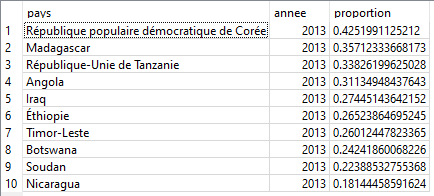 pays annee proportion
1 République populaire démocratique de Corée 2013 0.4251991125212
2 Madagascar 2013 0.35712333668173
3 République-Unie de Tanzanie 2013 0.33826199625028
4 Angola 2013 0.31134948437643
5 Iraq 2013 0.27445143642152
6 Éthiopie 2013 0.26523864695245
7 Timor-Leste 2013 0.26012447823365
8 Botswana 2013 0.24241860068226
9 Soudan 2013 0.22388532755368
10 Nicaragua 2013 0.18144458591624